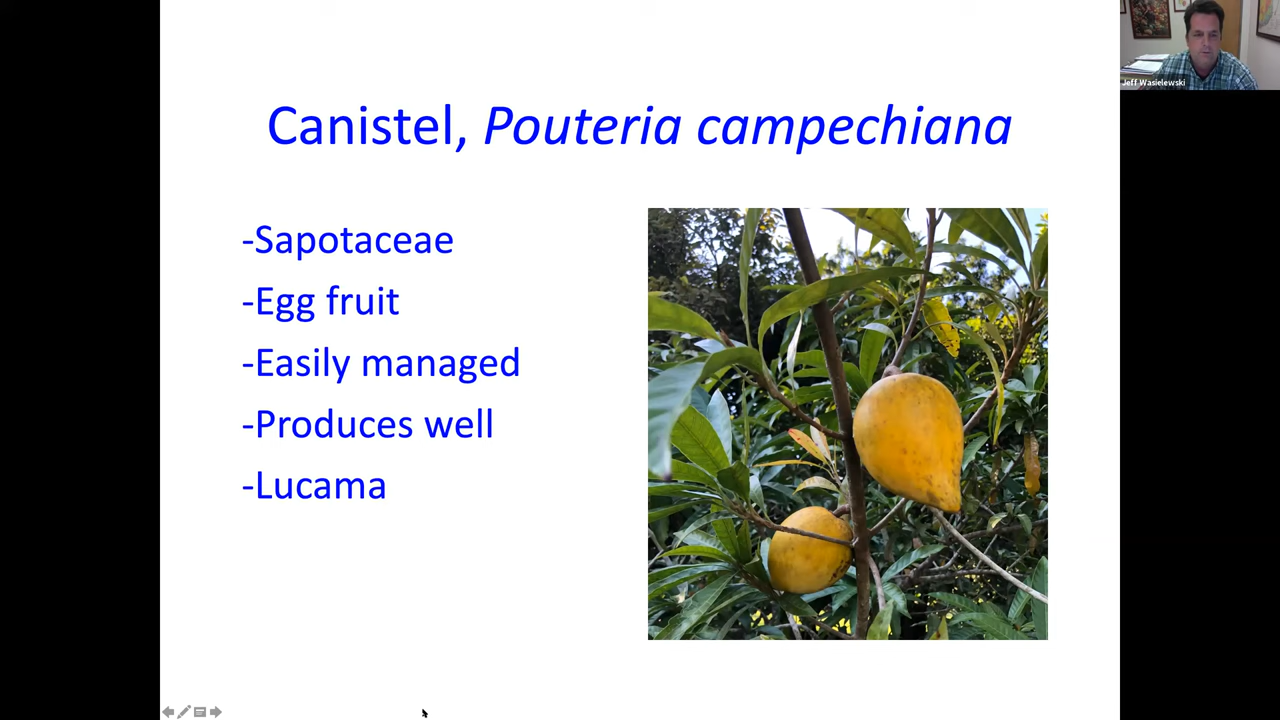 Jeff Wasielewski
Canistel, Pouteria campechiana
-Sapotaceae
-Egg fruit
-Easily managed
-Produces well
-Lucama